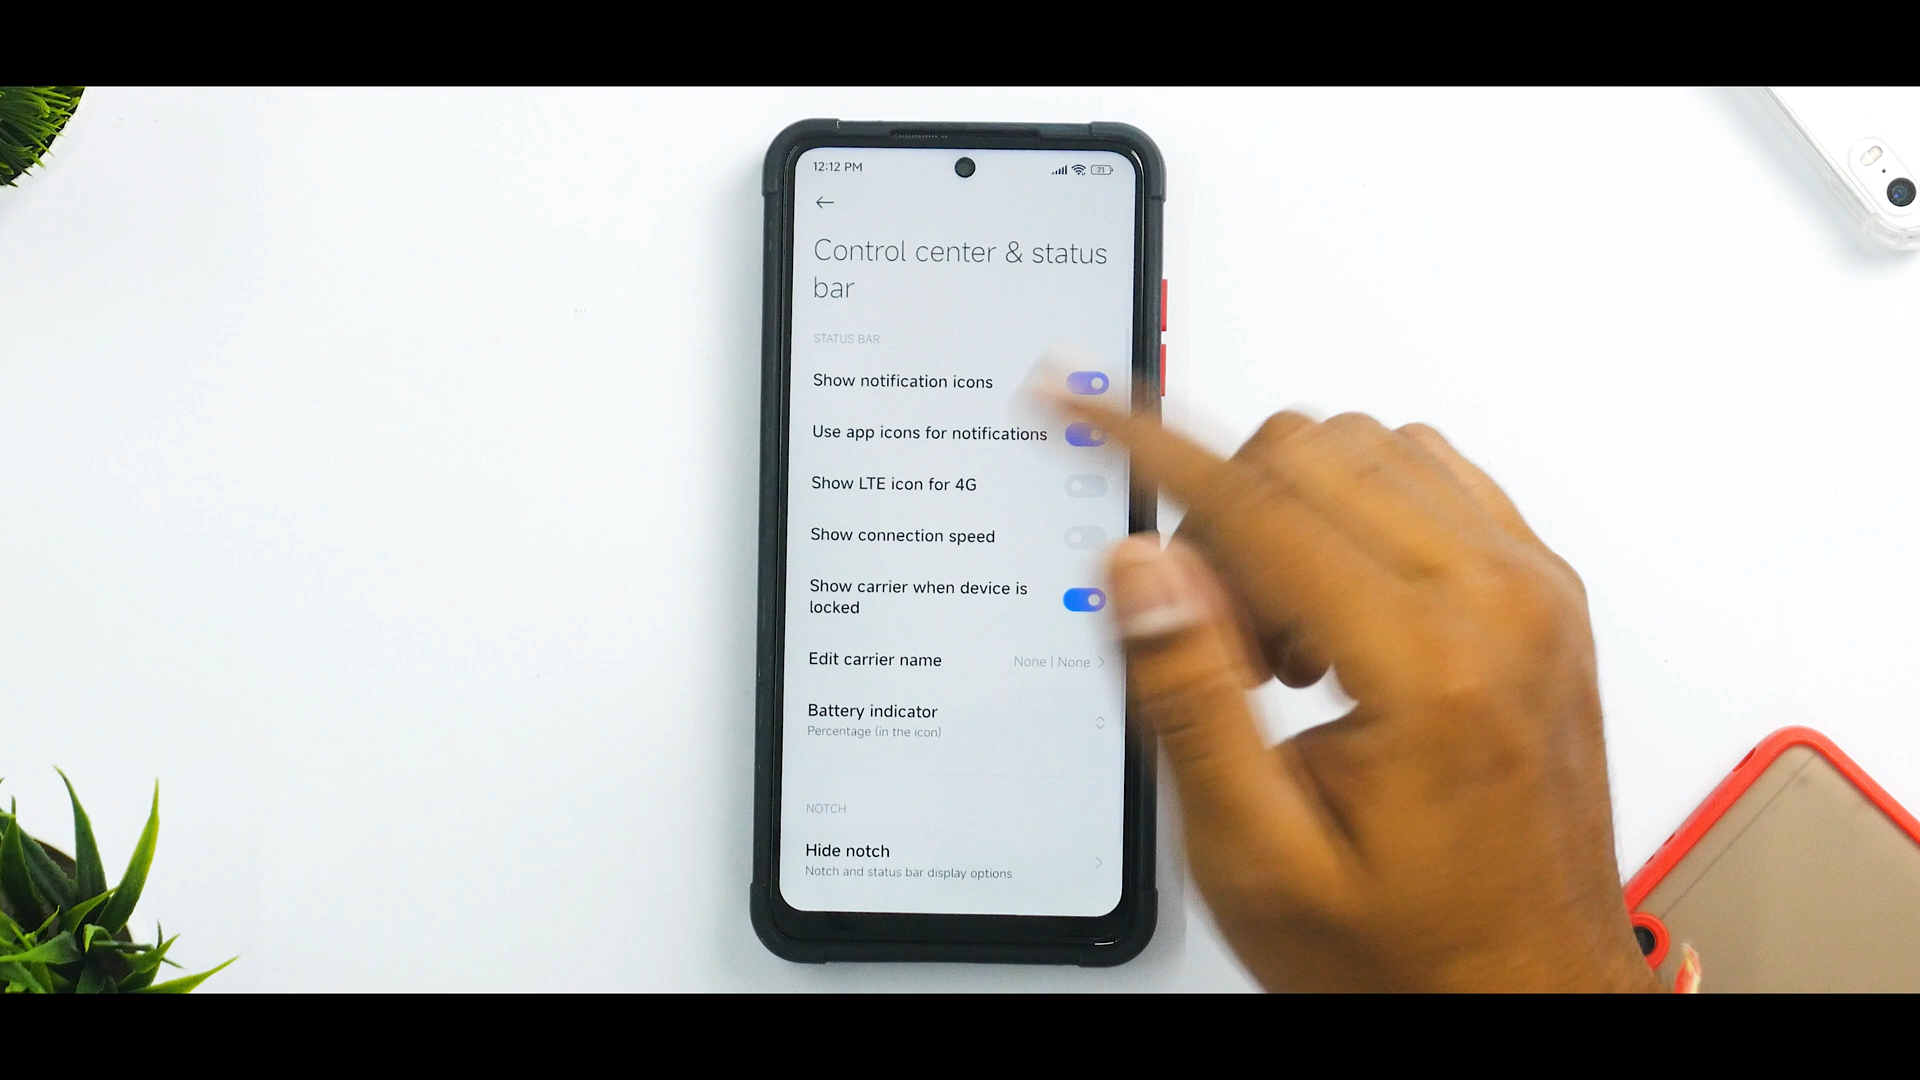 12:12 PM
71
Control center & status
bar
STATUS BAR
Show notification icons
Use app icons for notifications
Show LTE icon for 4G
Show connection speed
Show carrier when device is
locked
Edit carrier name
None | None
Battery indicator
Percentage (in the icon)
NOTCH
Hide notch
Notch and status bar display options